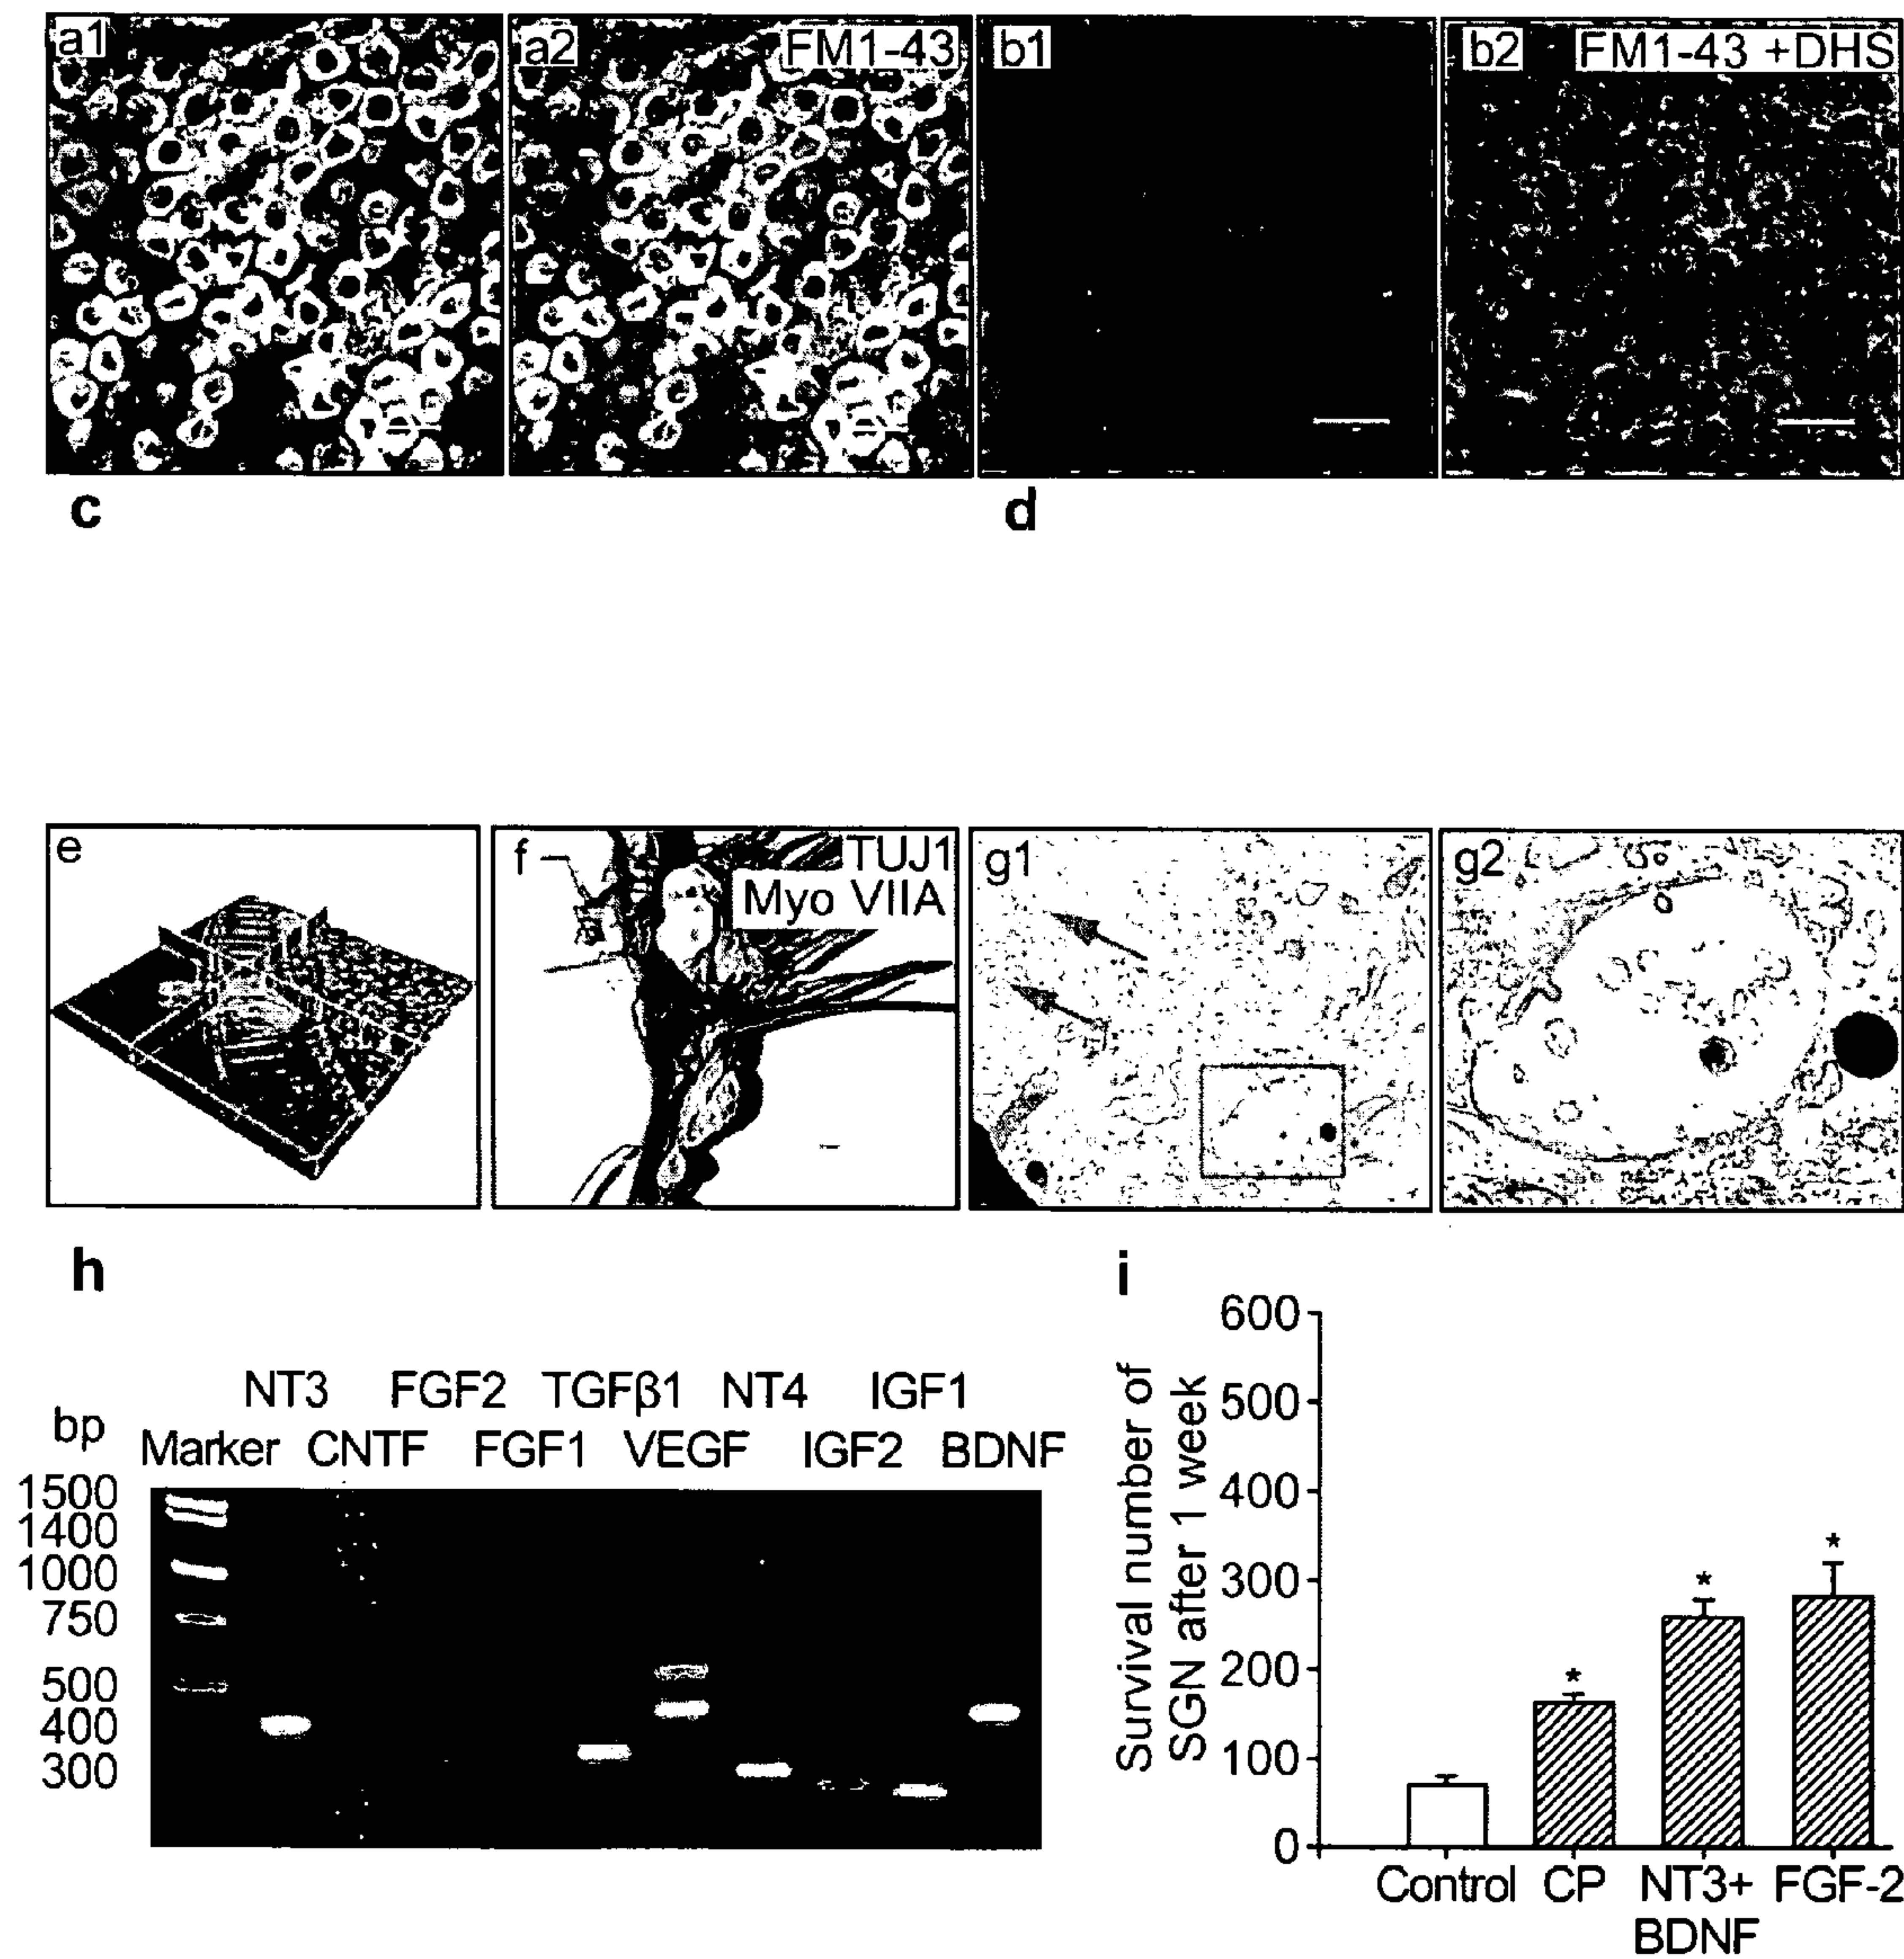 a1
a2 FM1-43
b1
b2 FM1-43 +DHS
c
d
e
f TUJ1
Myo VIIA
g1
g2
h
NT3 FGF2 TGFβ1 NT4 IGF1
bp
Marker CNTF FGF1 VEGF IGF2 BDNF
1500
1400
1000
750
500
400
300
i
Survival number of
SGN after 1 week
600
500
400
300
200
100
0
*
*
*
Control CP NT3+ FGF-2
BDNF